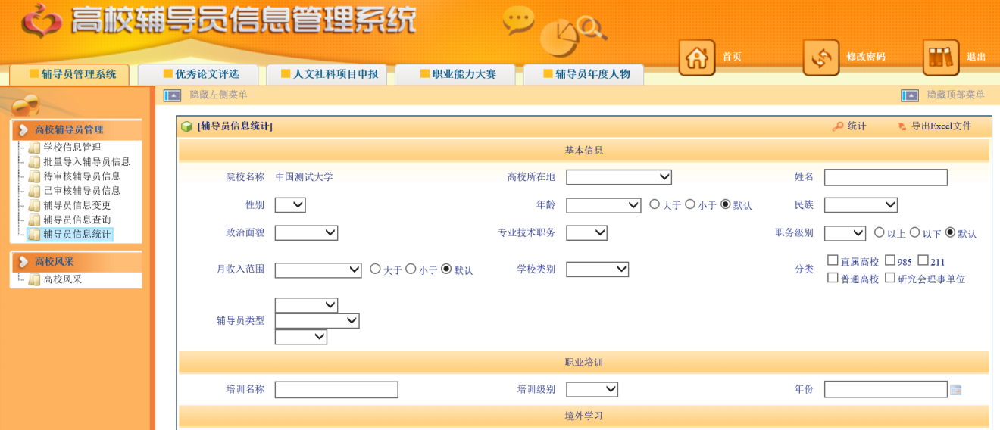 高校辅导员信息管理系统
首页 修改密码 退出
辅导员管理系统 优秀论文评选 人文社科项目申报 职业能力大赛 辅导员年度人物
隐藏左侧菜单 隐藏顶部菜单
高校辅导员管理
学校信息管理
批量导入辅导员信息
待审核辅导员信息
已审核辅导员信息
辅导员信息变更
辅导员信息查询
辅导员信息统计
高校风采
高校风采
[辅导员信息统计] 统计 导出Excel文件
基本信息
院校名称 中国测试大学 高校所在地 姓名
性别 年龄 大于 小于 默认 民族
政治面貌 专业技术职务 职务级别 以上 以下 默认
月收入范围 大于 小于 默认 学校类别 分类 直属高校 985 211
普通高校 研究会理事单位
辅导员类型
职业培训
培训名称 培训级别 年份
境外学习